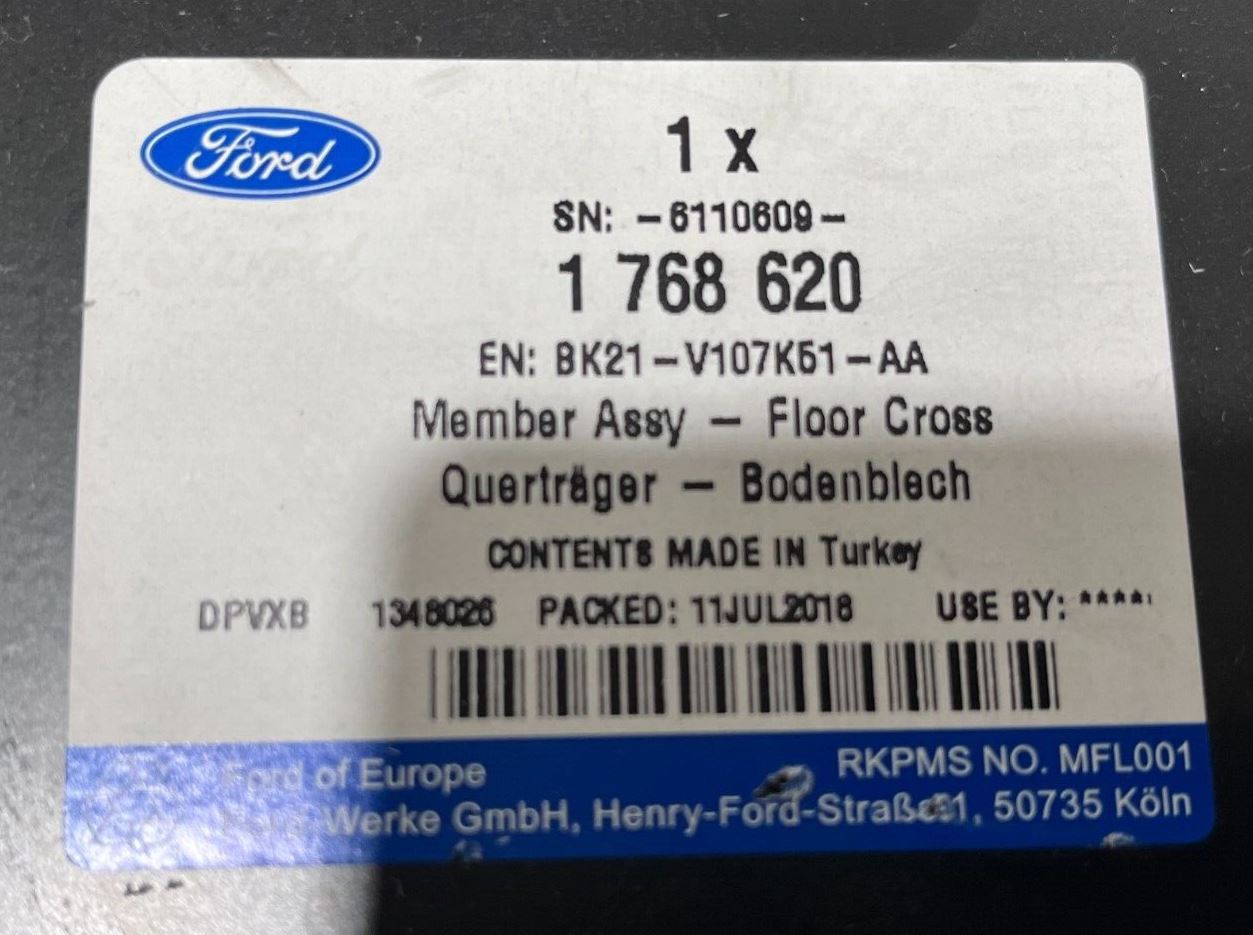 Ford
1 x
SN: -6110609-
1 768 620
EN: BK21-V107K51-AA
Member Assy - Floor Cross
Querträger - Bodenblech
CONTENTS MADE IN Turkey
DPVXB 1348026 PACKED: 11JUL2018 USE BY: ****
Ford of Europe
RKPMS NO. MFL001
Werke GmbH, Henry-Ford-Straße 1, 50735 Köln